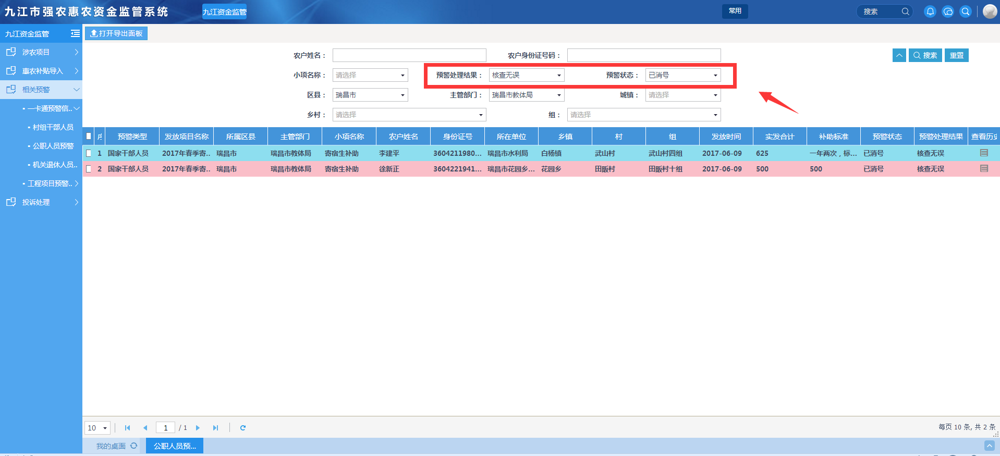 九江市强农惠农资金监管系统
九江资金监管
常用
搜索
九江资金监管
打开导出面板
涉农项目
惠农补贴导入
相关预警
一卡通预警信..
村组干部人员
公职人员预警
机关退休人员..
工程项目预警..
投诉处理
农户姓名：
农户身份证号码：
搜索
重置
小项名称： 请选择
预警处理结果： 核查无误
预警状态： 已消号
区县： 瑞昌市
主管部门： 瑞昌市教体局
城镇： 请选择
乡村： 请选择
组： 请选择
预警类型 发放项目名称 所属区县 主管部门 小项名称 农户姓名 身份证号 所在单位 乡镇 村 组 发放时间 实发合计 补助标准 预警状态 预警处理结果 查看历史
1 国家干部人员 2017年春季寄.. 瑞昌市 瑞昌市教体局 寄宿生补助 李建平 3604211980... 瑞昌市水利局 白杨镇 武山村 武山村四组 2017-06-09 625 一年两次，标... 已消号 核查无误
2 国家干部人员 2017年春季寄.. 瑞昌市 瑞昌市教体局 寄宿生补助 徐新正 3604221941... 瑞昌市花园乡... 花园乡 田畈村 田畈村十组 2017-06-09 500 500 已消号 核查无误
10
1 / 1
每页 10 条, 共 2 条
我的桌面
公职人员预...